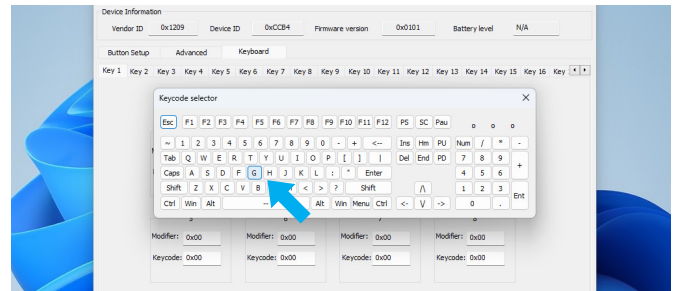 Device Information
Vendor ID 0x1209 Device ID 0xCCB4 Firmware version 0x0101 Battery level N/A
Button Setup Advanced Keyboard
Key 1 Key 2 Key 3 Key 4 Key 5 Key 6 Key 7 Key 8 Key 9 Key 10 Key 11 Key 12 Key 13 Key 14 Key 15 Key 16 Key
Keycode selector
Esc F1 F2 F3 F4 F5 F6 F7 F8 F9 F10 F11 F12 PS SC Pau o o o
~ 1 2 3 4 5 6 7 8 9 0 - + <-- Ins Hm PU Num / * -
Tab Q W E R T Y U I O P [ ] | Del End PD 7 8 9 +
Caps A S D F G H J K L : " Enter 4 5 6
Shift Z X C V B < > ? Shift /\ 1 2 3 Ent
Ctrl Win Alt -- Alt Win Menu Ctrl <- \/ -> 0 .
Modifier: 0x00 Modifier: 0x00 Modifier: 0x00 Modifier: 0x00
Keycode: 0x00 Keycode: 0x00 Keycode: 0x00 Keycode: 0x00